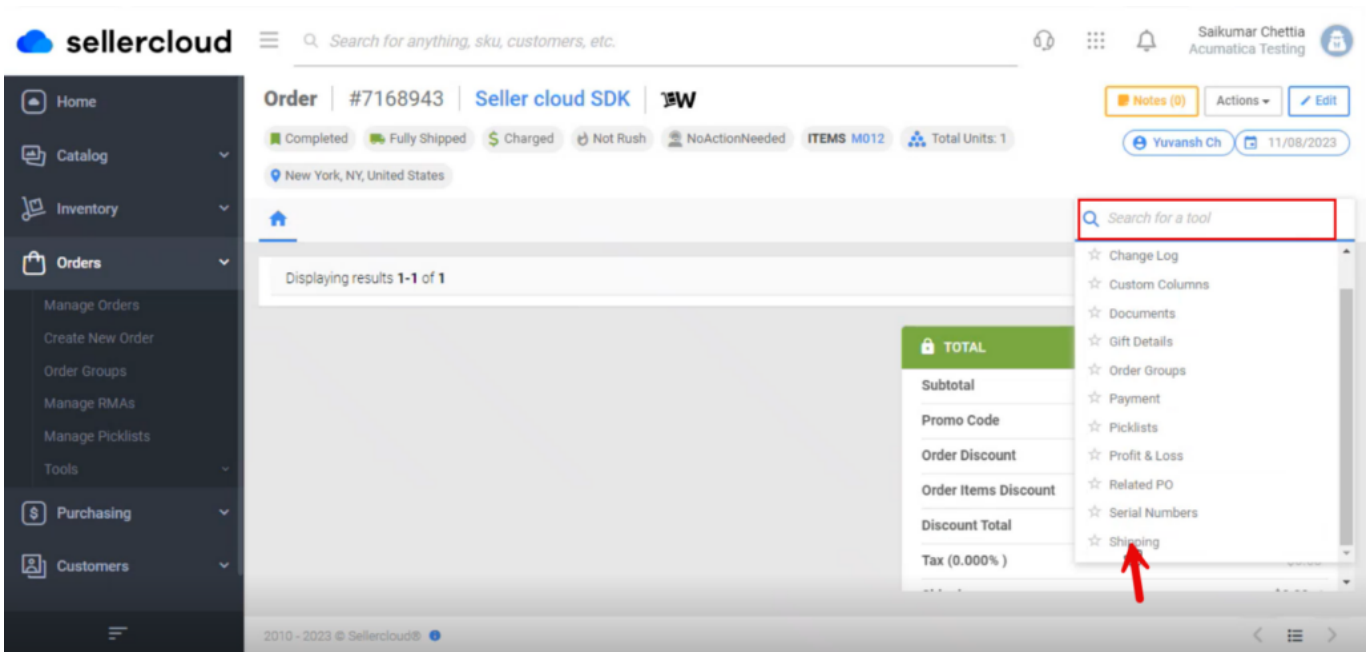 sellercloud
Search for anything, sku, customers, etc.
Saikumar Chettia
Acumatica Testing
Home
Catalog
Inventory
Orders
Manage Orders
Create New Order
Order Groups
Manage RMAs
Manage Picklists
Tools
Purchasing
Customers
Order #7168943 Seller cloud SDK
Notes (0) Actions Edit
Completed Fully Shipped $ Charged Not Rush NoActionNeeded ITEMS M012 Total Units: 1
Yuvansh Ch 11/08/2023
New York, NY, United States
Search for a tool
Displaying results 1-1 of 1
Change Log
Custom Columns
Documents
Gift Details
Order Groups
Payment
Picklists
Profit & Loss
Related PO
Serial Numbers
Shipping
TOTAL
Subtotal
Promo Code
Order Discount
Order Items Discount
Discount Total
Tax (0.000% )
2010 - 2023 © Sellercloud®